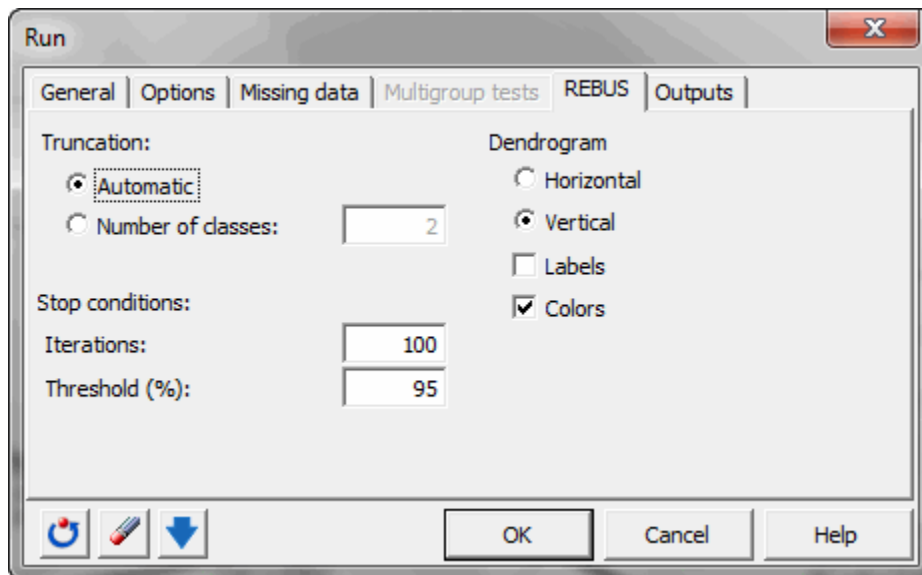 Run
General Options Missing data Multigroup tests REBUS Outputs
Truncation:
Automatic
Number of classes: 2
Stop conditions:
Iterations: 100
Threshold (%): 95
Dendrogram
Horizontal
Vertical
Labels
Colors
OK Cancel Help